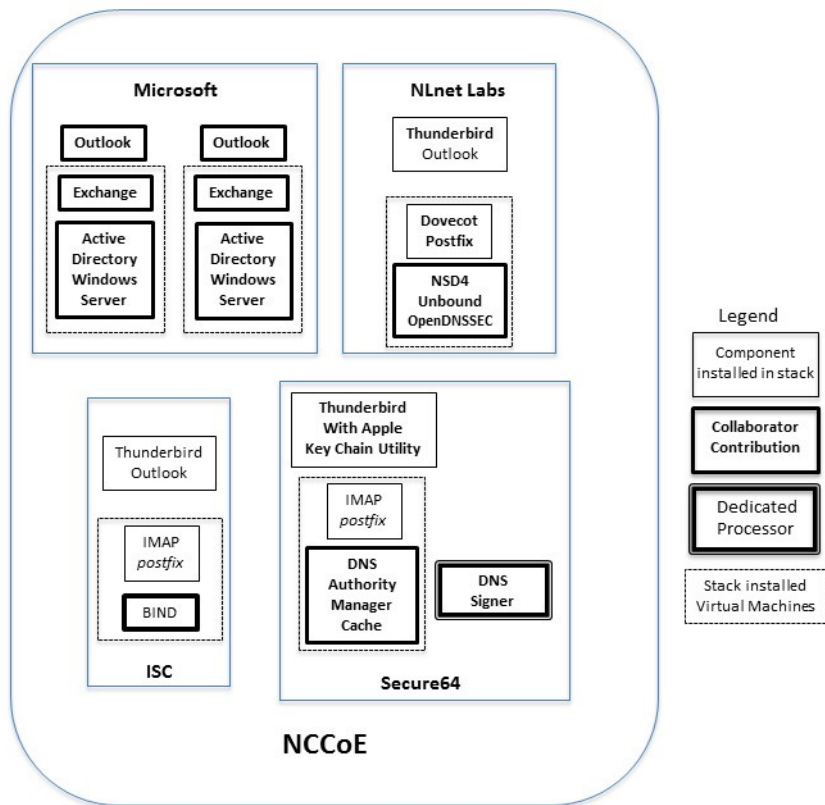 Microsoft
Outlook
Exchange
Active
Directory
Windows
Server
Outlook
Exchange
Active
Directory
Windows
Server
NLnet Labs
Thunderbird
Outlook
Dovecot
Postfix
NSD4
Unbound
OpenDNSSEC
Thunderbird
Outlook
IMAP
postfix
BIND
ISC
Thunderbird
With Apple
Key Chain Utility
IMAP
postfix
DNS
Authority
Manager
Cache
DNS
Signer
Secure64
NCCoE
Legend
Component
installed in stack
Collaborator
Contribution
Dedicated
Processor
Stack installed
Virtual Machines